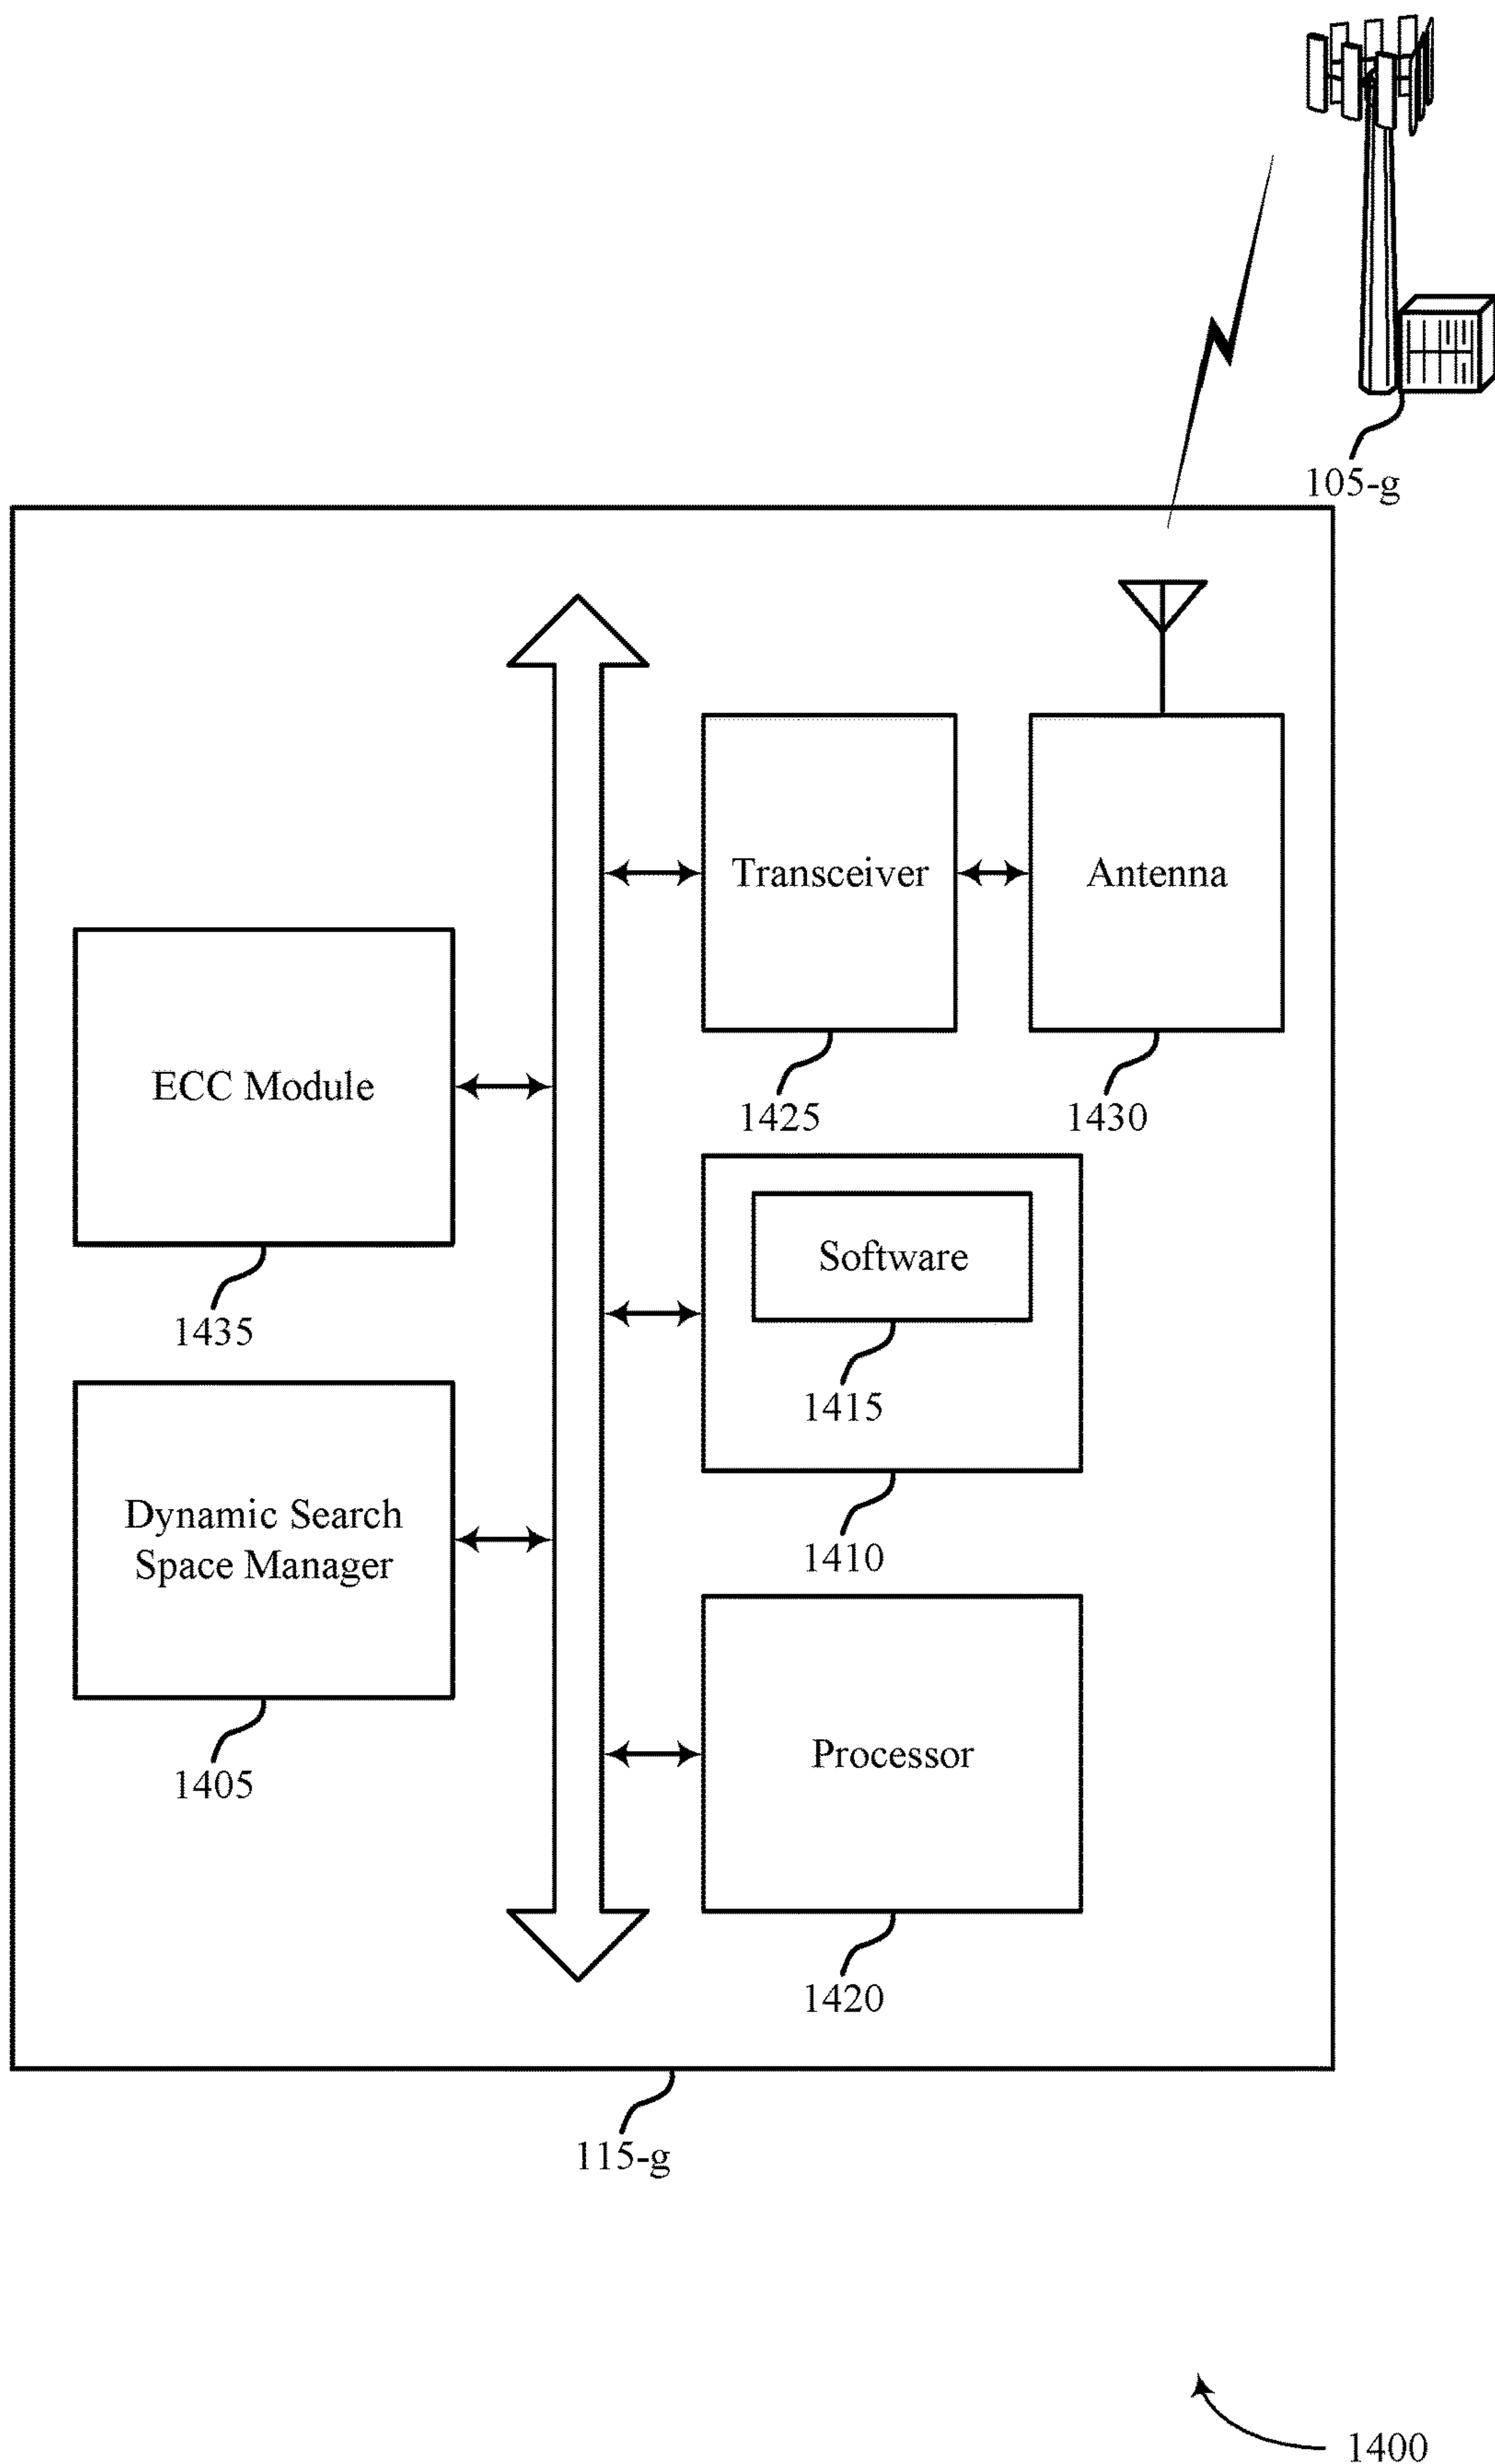 105-g
Transceiver
Antenna
1425
1430
ECC Module
1435
Software
1415
1410
Dynamic Search
Space Manager
1405
Processor
1420
115-g
1400